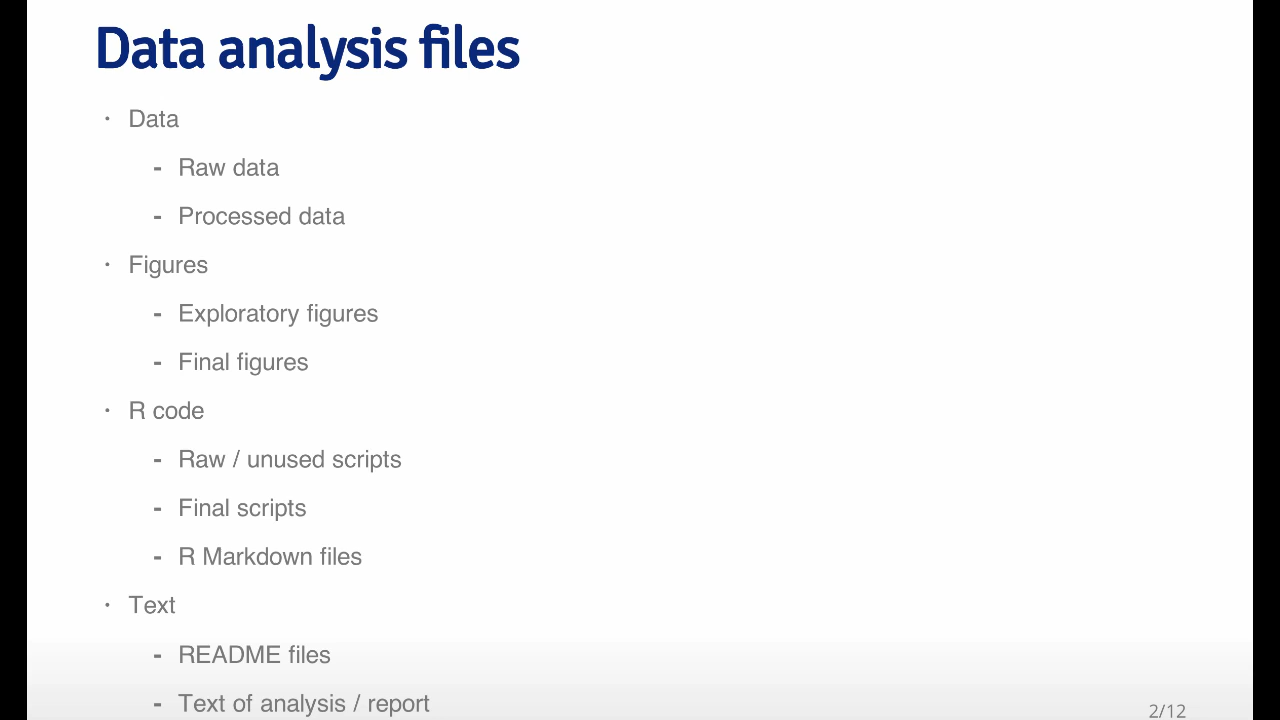 Data analysis files
· Data
- Raw data
- Processed data
· Figures
- Exploratory figures
- Final figures
· R code
- Raw / unused scripts
- Final scripts
- R Markdown files
· Text
- README files
- Text of analysis / report
2/12